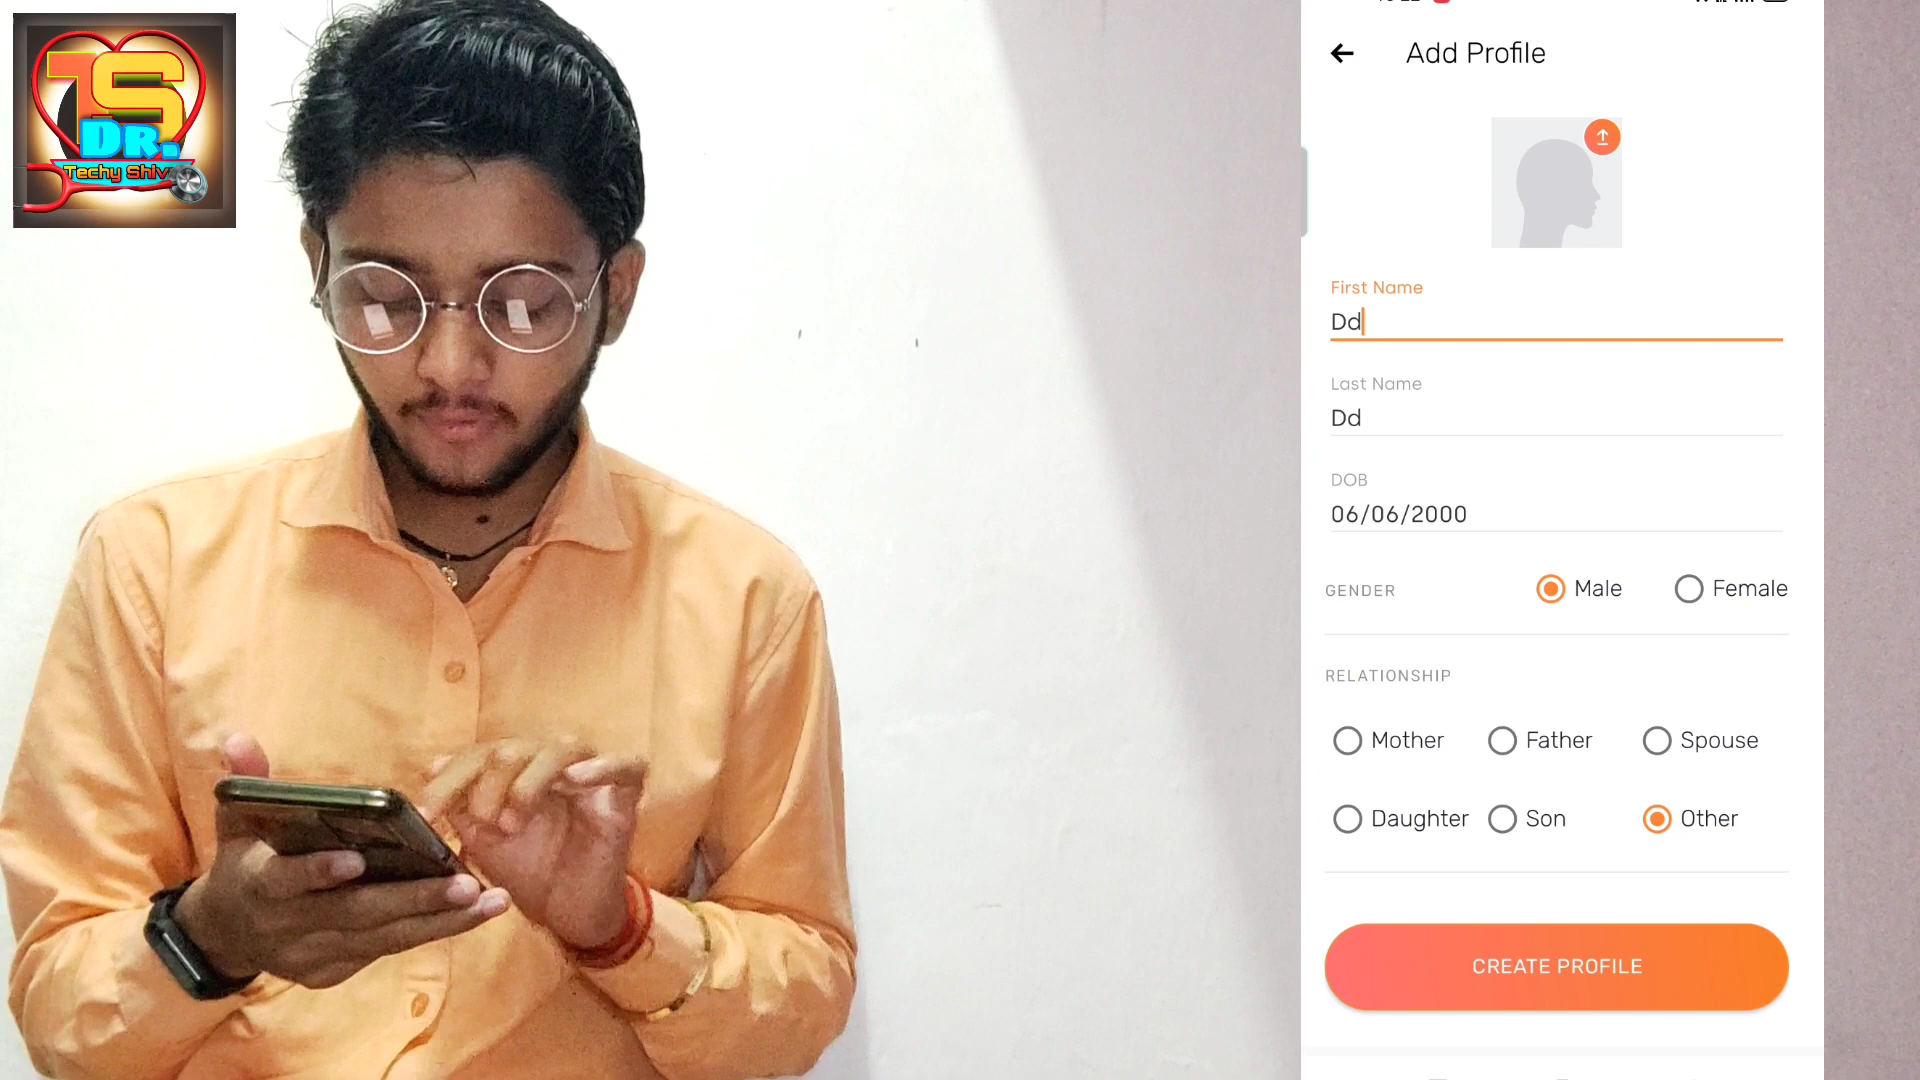 TS
DR.
Techy Shiv
Add Profile
First Name
Dd
Last Name
Dd
DOB
06/06/2000
GENDER
Male
Female
RELATIONSHIP
Mother
Father
Spouse
Daughter
Son
Other
CREATE PROFILE